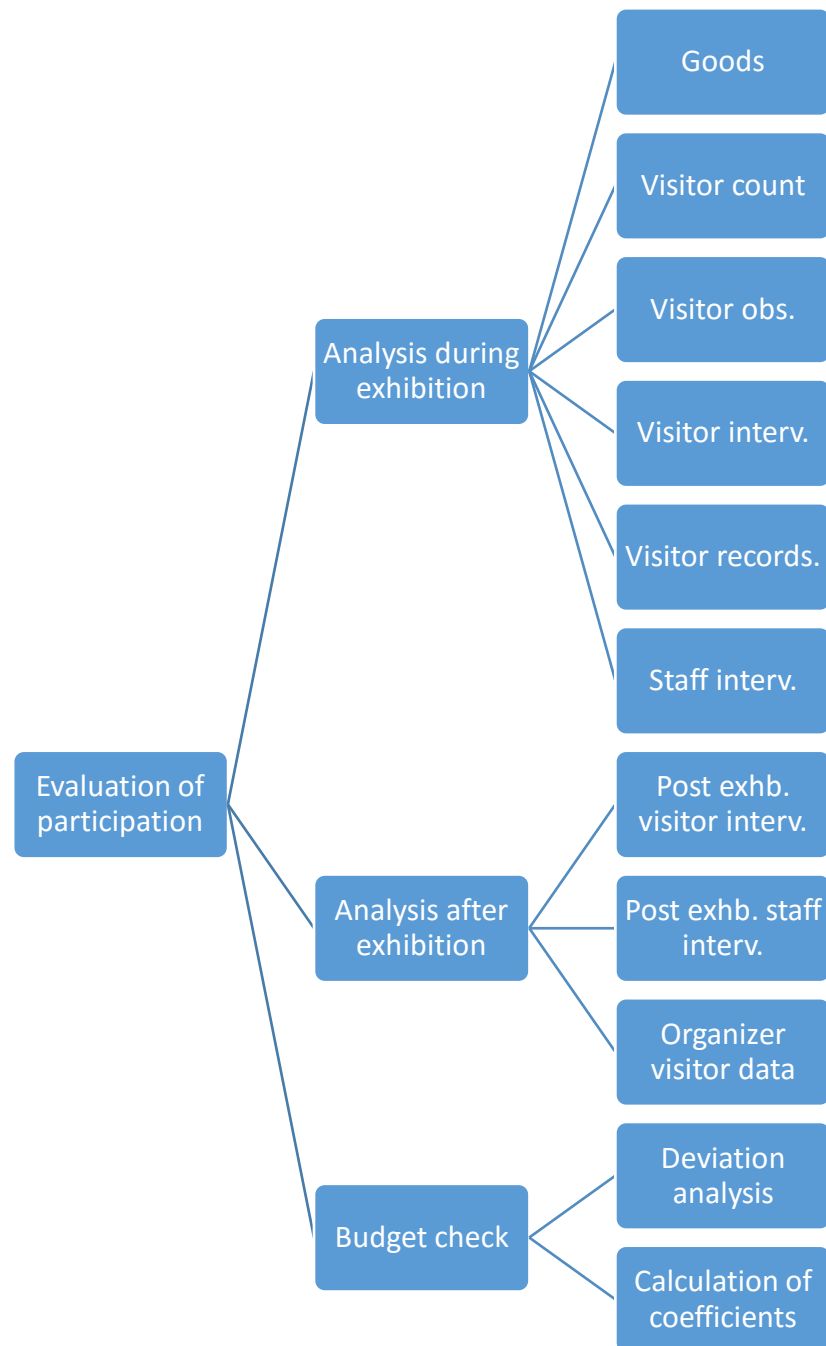 Goods
Visitor count
Visitor obs.
Analysis during
exhibition
Visitor interv.
Visitor records.
Staff interv.
Evaluation of
participation
Post exhb.
visitor interv.
Analysis after
exhibition
Post exhb. staff
interv.
Organizer
visitor data
Deviation
analysis
Budget check
Calculation of
coefficients